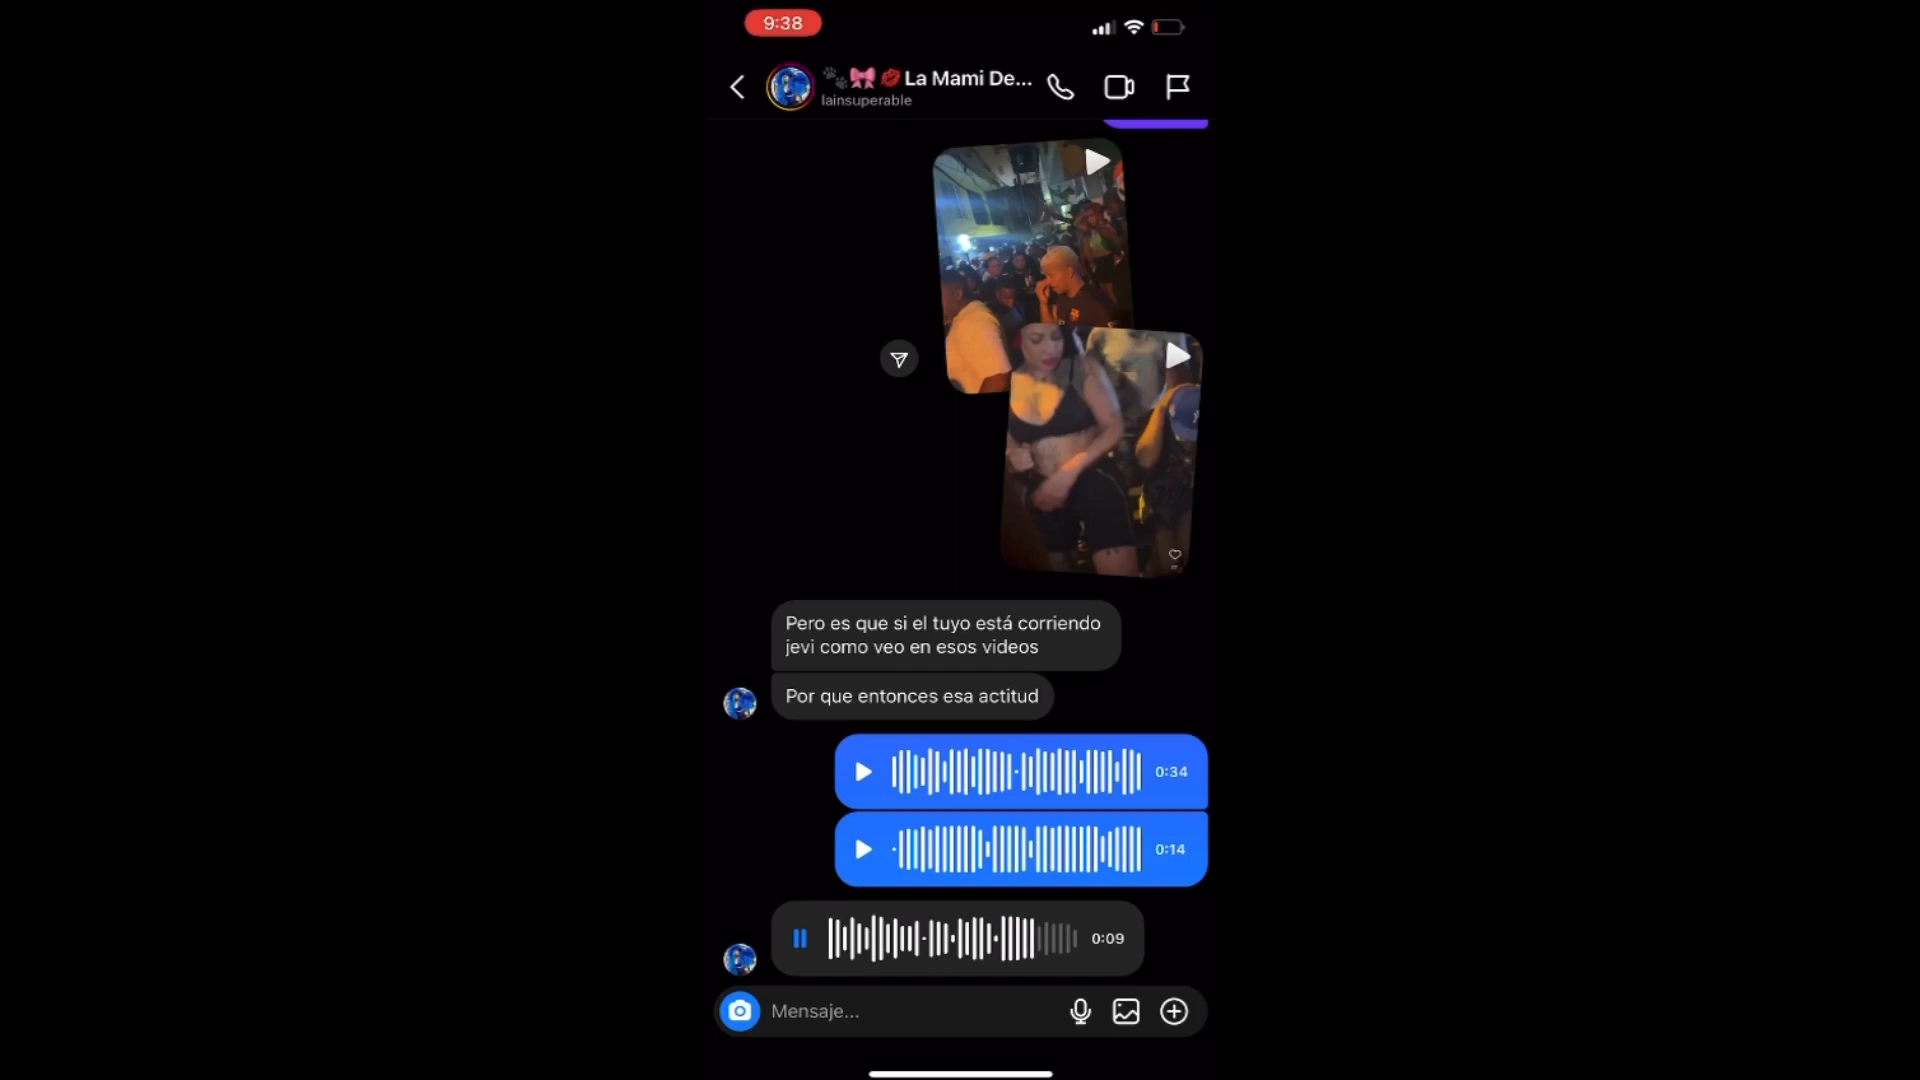 9:38
La Mami De...
lainsuperable
Pero es que si el tuyo está corriendo
jevi como veo en esos videos
Por que entonces esa actitud
0:34
0:14
0:09
Mensaje...